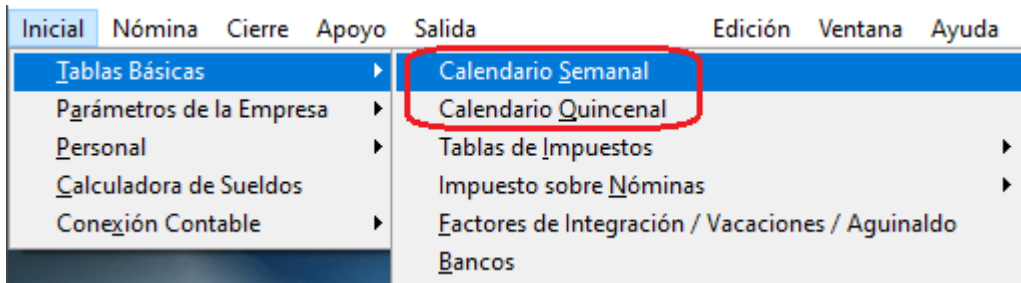 Inicial Nómina Cierre Apoyo Salida Edición Ventana Ayuda
Tablas Básicas
Parámetros de la Empresa
Personal
Calculadora de Sueldos
Conexión Contable
Calendario Semanal
Calendario Quincenal
Tablas de Impuestos
Impuesto sobre Nóminas
Factores de Integración / Vacaciones / Aguinaldo
Bancos